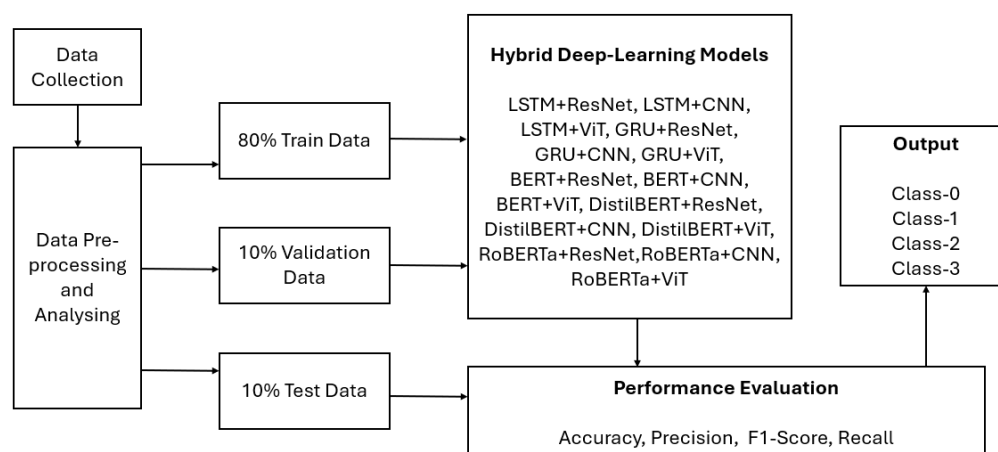 Data
Collection
Data Pre-
processing
and
Analysing
80% Train Data
10% Validation
Data
10% Test Data
Hybrid Deep-Learning Models
LSTM+ResNet, LSTM+CNN,
LSTM+ViT, GRU+ResNet,
GRU+CNN, GRU+ViT,
BERT+ResNet, BERT+CNN,
BERT+ViT, DistilBERT+ResNet,
DistilBERT+CNN, DistilBERT+ViT,
RoBERTa+ResNet,RoBERTa+CNN,
RoBERTa+ViT
Performance Evaluation
Accuracy, Precision, F1-Score, Recall
Output
Class-0
Class-1
Class-2
Class-3